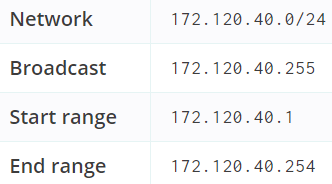 Network 172.120.40.0/24
Broadcast 172.120.40.255
Start range 172.120.40.1
End range 172.120.40.254